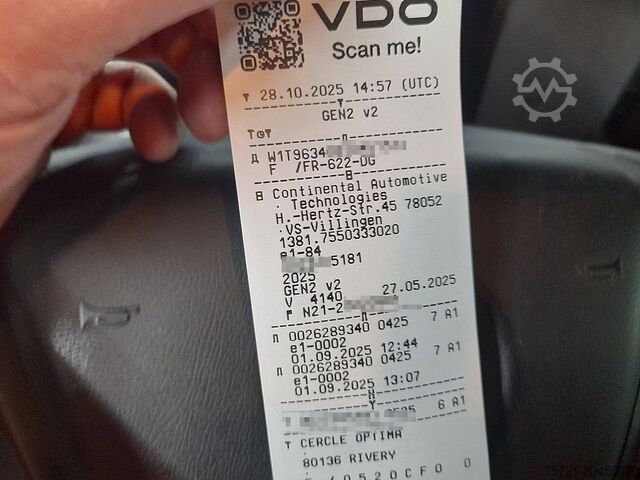 VDO
Scan me!
28.10.2025 14:57 (UTC)
GEN2 v2
W1T9634
F /FR-622-DG
Continental Automotive
Technologies
H.-Hertz-Str.45 78052
VS-Villingen
1381.7550333020
e1-84
5181
2025
GEN2 v2
V 4140 27.05.2025
N21-2
0026289340 0425 7 A1
e1-0002
01.09.2025 12:44
0026289340 0425 7 A1
e1-0002
01.09.2025 13:07
6 A1
T CERCLE OPTIMA
80136 RIVERY